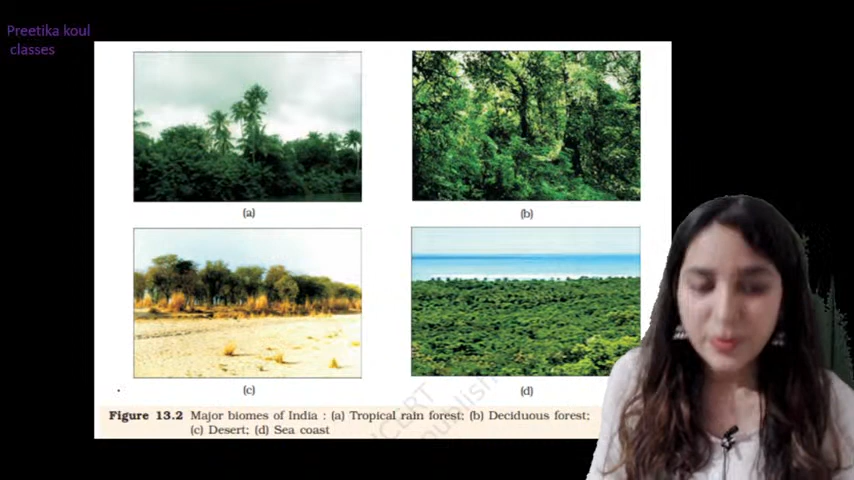 Preetika koul
classes
(a)
(b)
(c)
(d)
Figure 13.2 Major biomes of India : (a) Tropical rain forest; (b) Deciduous forest;
(c) Desert; (d) Sea coast